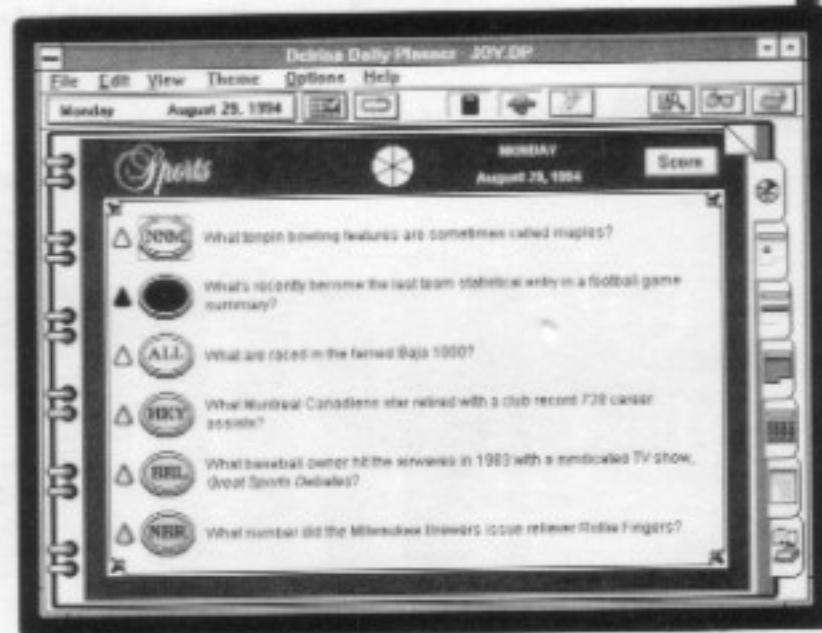 Delrina Daily Planner JOY.DP
File Edit View Theme Options Help
Monday August 29, 1994
Sports
MONDAY
August 29, 1994
Score
NNM What tenpin bowling features are sometimes called maples?
What's recently become the last team statistical entry in a football game
summary?
ALL What are raced in the famed Baja 1000?
HKY What Montreal Canadiens star retired with a club record 728 career
assists?
BBL What baseball owner hit the airwaves in 1983 with a syndicated TV show,
Great Sports Debates?
NBR What number did the Milwaukee Brewers issue reliever Rollie Fingers?